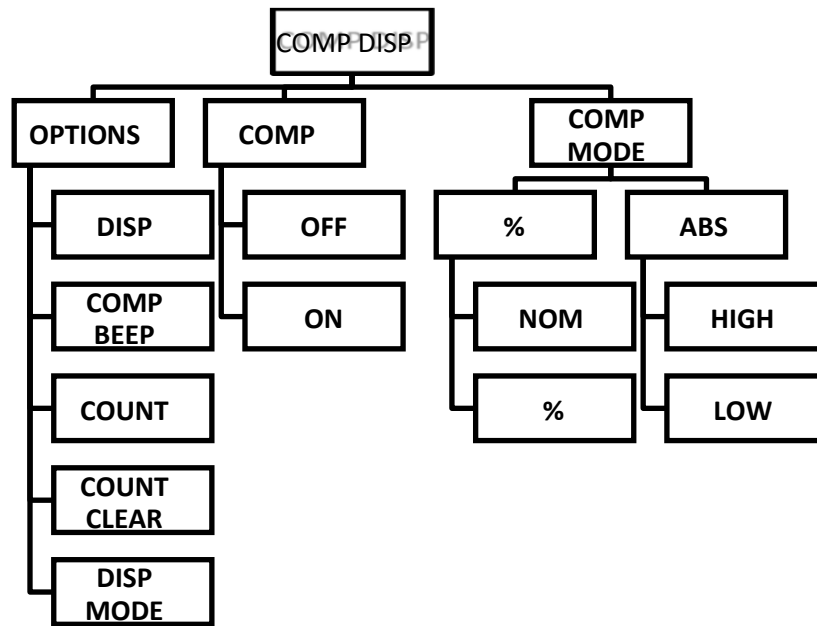 COMP DISP
OPTIONS
COMP
COMP
MODE
DISP
COMP
BEEP
COUNT
COUNT
CLEAR
DISP
MODE
OFF
ON
%
ABS
NOM
%
HIGH
LOW